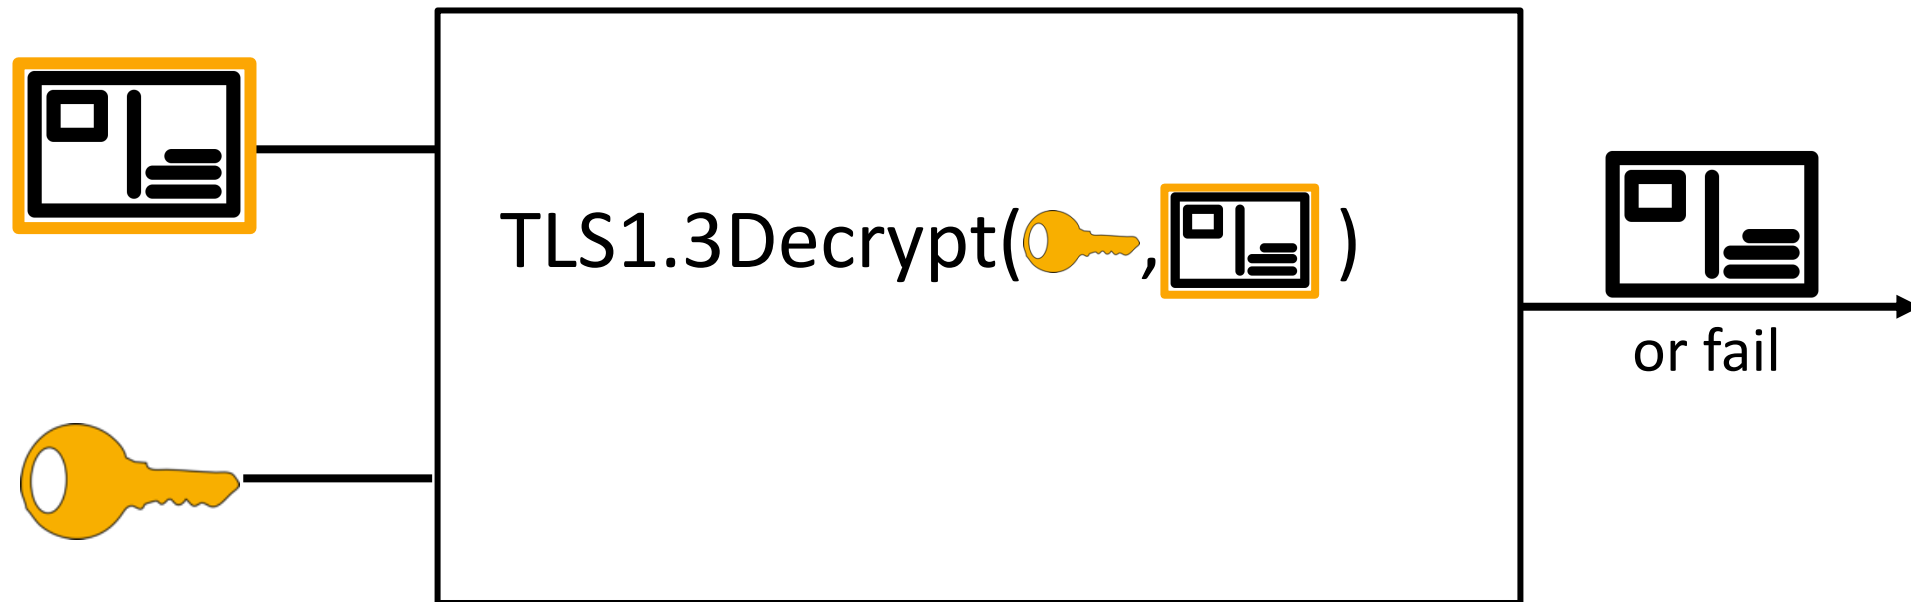 TLS1.3Decrypt( , )
or fail